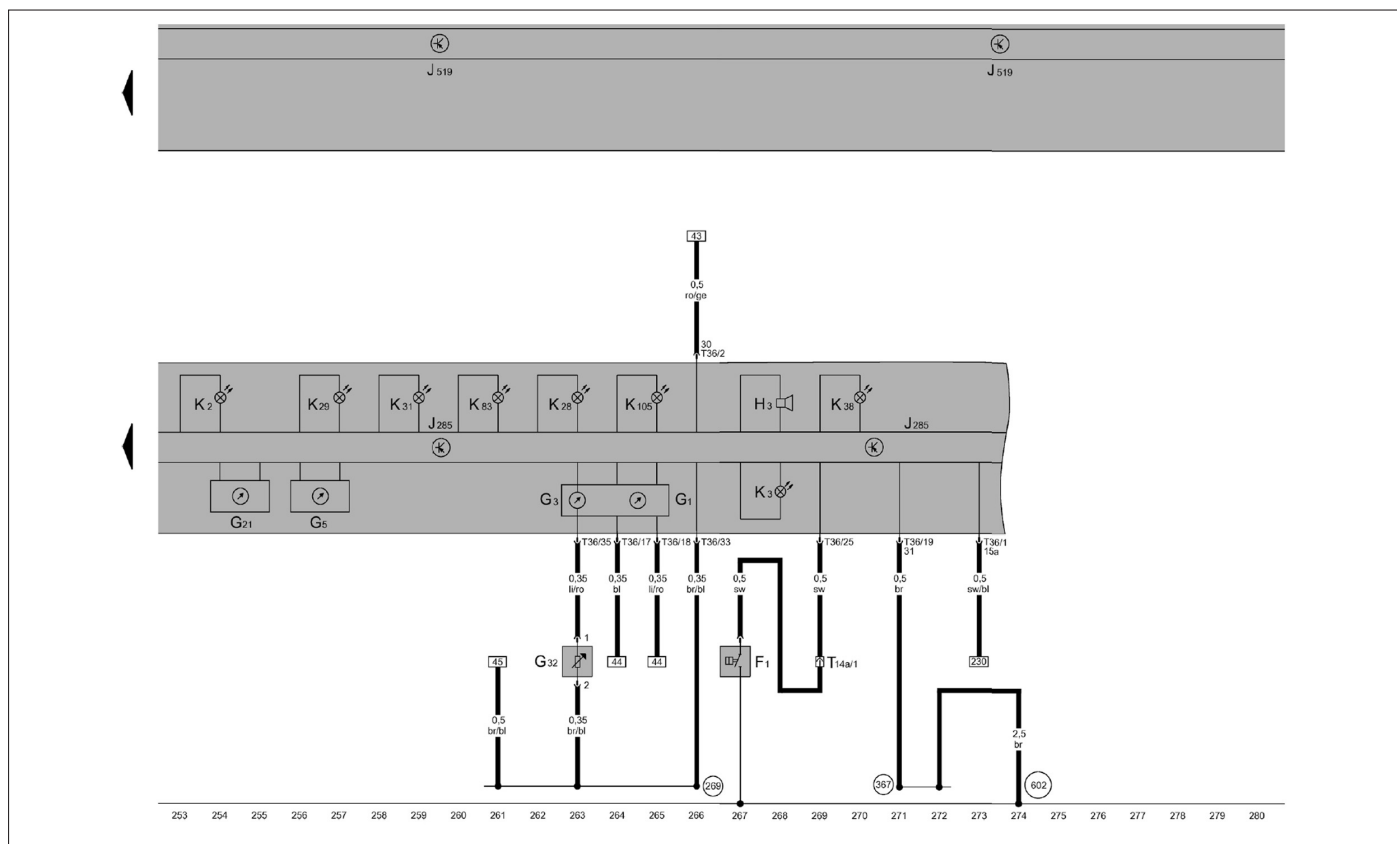 J 519 J 519
43
0,5
ro/ge
30
T36/2
K2 K29 K31 K83 K28 K105 H3 K38
J285 J285
G21 G5 G3 G1 K3
T36/35 T36/17 T36/18 T36/33 T36/25 T36/19 T36/1
31 15a
0,35 0,35 0,35 0,35 0,5 0,5 0,5 0,5
li/ro bl li/ro br/bl sw sw br sw/bl
1
45 G32 44 44 F1 T14a/1 230
2
0,5 0,35
br/bl br/bl
2,5
br
269 367 602
253 254 255 256 257 258 259 260 261 262 263 264 265 266 267 268 269 270 271 272 273 274 275 276 277 278 279 280